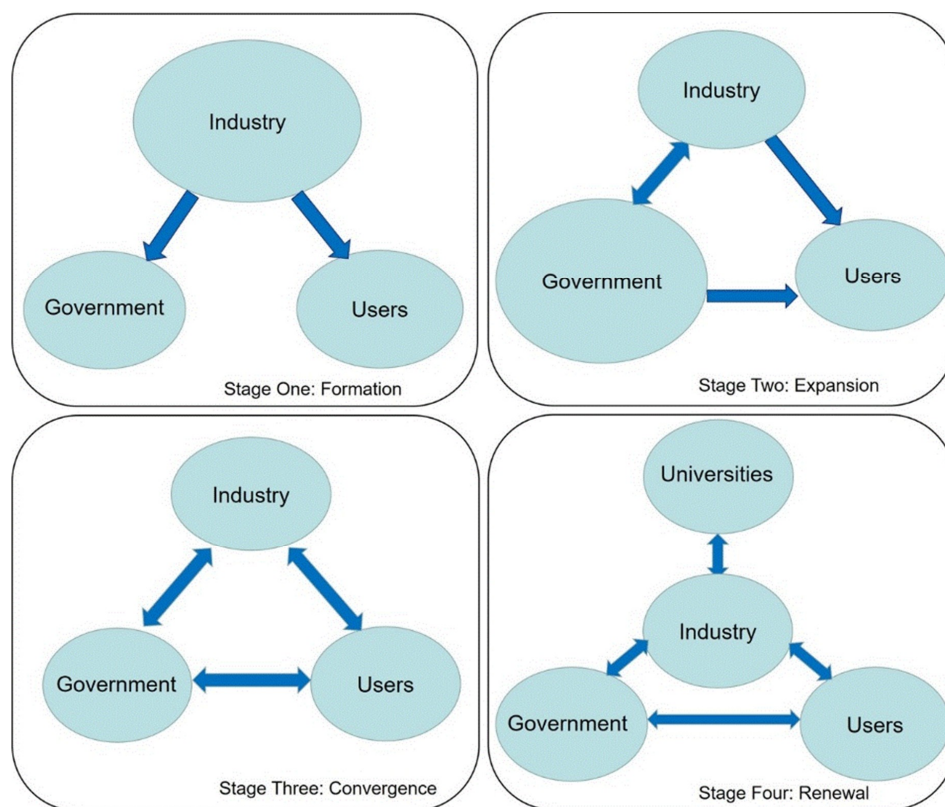 Industry
Government
Users
Stage One: Formation
Industry
Government
Users
Stage Two: Expansion
Industry
Government
Users
Stage Three: Convergence
Universities
Industry
Government
Users
Stage Four: Renewal